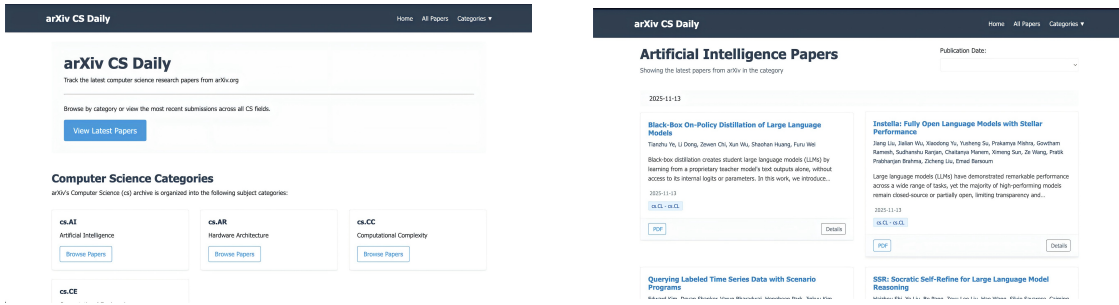 arXiv CS Daily
Home All Papers Categories ▼
arXiv CS Daily
Track the latest computer science research papers from arXiv.org
Browse by category or view the most recent submissions across all CS fields.
View Latest Papers
Computer Science Categories
arXiv's Computer Science (cs) archive is organized into the following subject categories:
cs.AI
Artificial Intelligence
Browse Papers
cs.AR
Hardware Architecture
Browse Papers
cs.CC
Computational Complexity
Browse Papers
cs.CE
arXiv CS Daily
Home All Papers Categories ▼
Artificial Intelligence Papers
Showing the latest papers from arXiv in the category
Publication Date:
2025-11-13
Black-Box On-Policy Distillation of Large Language
Models
Tianzhu Ye, Li Dong, Zewen Chi, Xun Wu, Shaohan Huang, Furu Wei
Black-box distillation creates student large language models (LLMs) by
learning from a proprietary teacher model's text outputs alone, without
access to its internal logits or parameters. In this work, we introduce...
2025-11-13
cs.CL - cs.CL
PDF
Details
Instella: Fully Open Language Models with Stellar
Performance
Jiang Liu, Jialian Wu, Xiaodong Yu, Yusheng Su, Prakamya Mishra, Gowtham
Ramesh, Sudhanshu Ranjan, Chaitanya Manem, Ximeng Sun, Ze Wang, Pratik
Prabhanjan Brahma, Zicheng Liu, Emad Barsoum
Large language models (LLMs) have demonstrated remarkable performance
across a wide range of tasks, yet the majority of high-performing models
remain closed-source or partially open, limiting transparency and...
2025-11-13
cs.CL - cs.CL
PDF
Details
Querying Labeled Time Series Data with Scenario
Programs
SSR: Socratic Self-Refine for Large Language Model
Reasoning